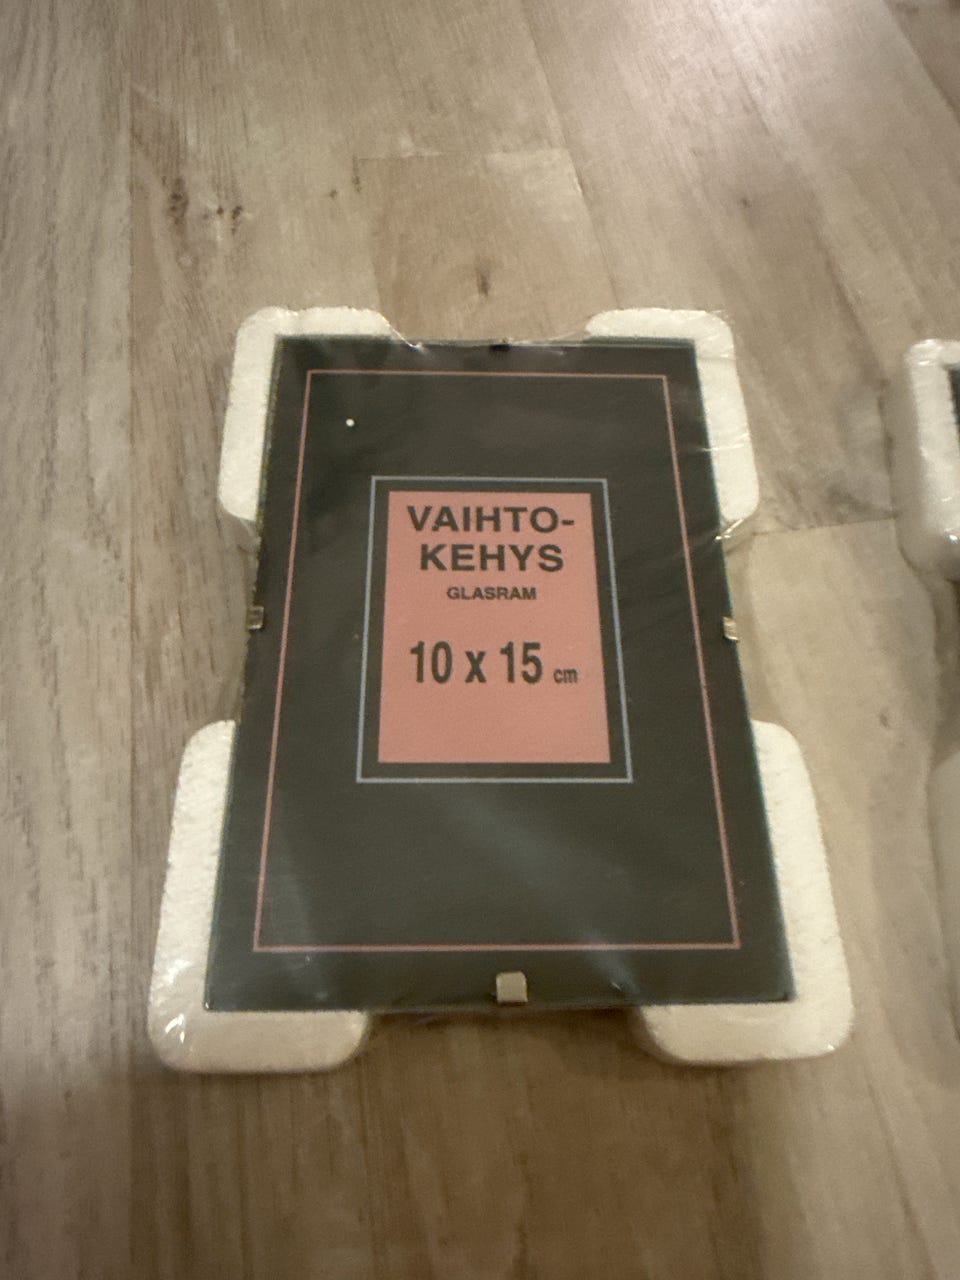 VAIHTO-
KEHYS
GLASRAM
10 x 15 cm